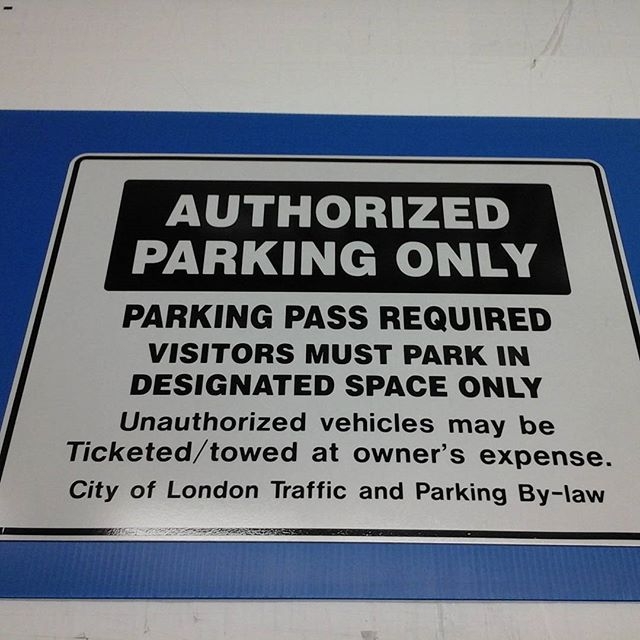 AUTHORIZED
PARKING ONLY
PARKING PASS REQUIRED
VISITORS MUST PARK IN
DESIGNATED SPACE ONLY
Unauthorized vehicles may be
Ticketed/towed at owner's expense.
City of London Traffic and Parking By-law